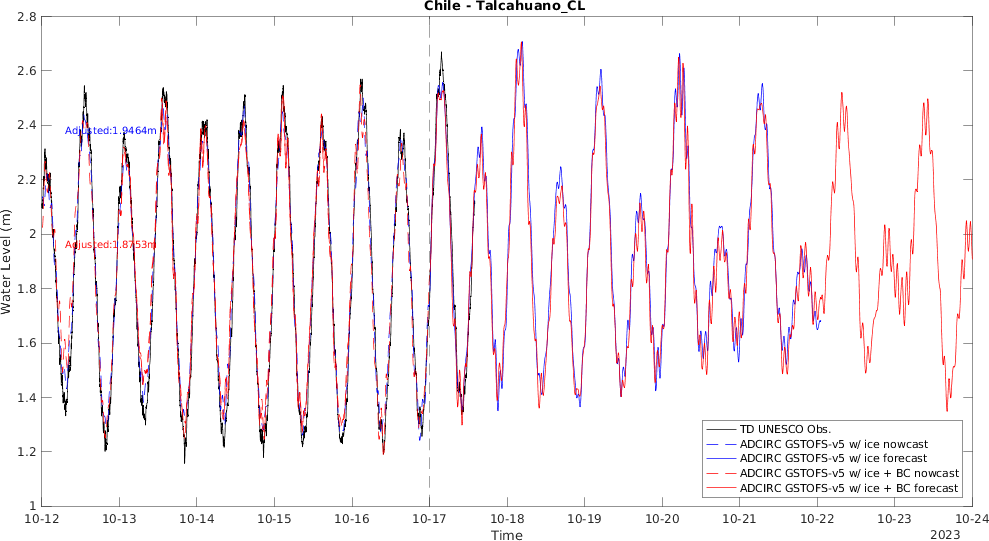 Chile - Talcahuano_CL
2.8
2.6
2.4
2.2
2
1.8
1.6
1.4
1.2
1
Water Level (m)
Adjusted:1.9464m
Adjusted:1.8753m
TD UNESCO Obs.
ADCIRC GSTOFS-v5 w/ ice nowcast
ADCIRC GSTOFS-v5 w/ ice forecast
ADCIRC GSTOFS-v5 w/ ice + BC nowcast
ADCIRC GSTOFS-v5 w/ ice + BC forecast
10-12 10-13 10-14 10-15 10-16 10-17 10-18 10-19 10-20 10-21 10-22 10-23 10-24
Time
2023